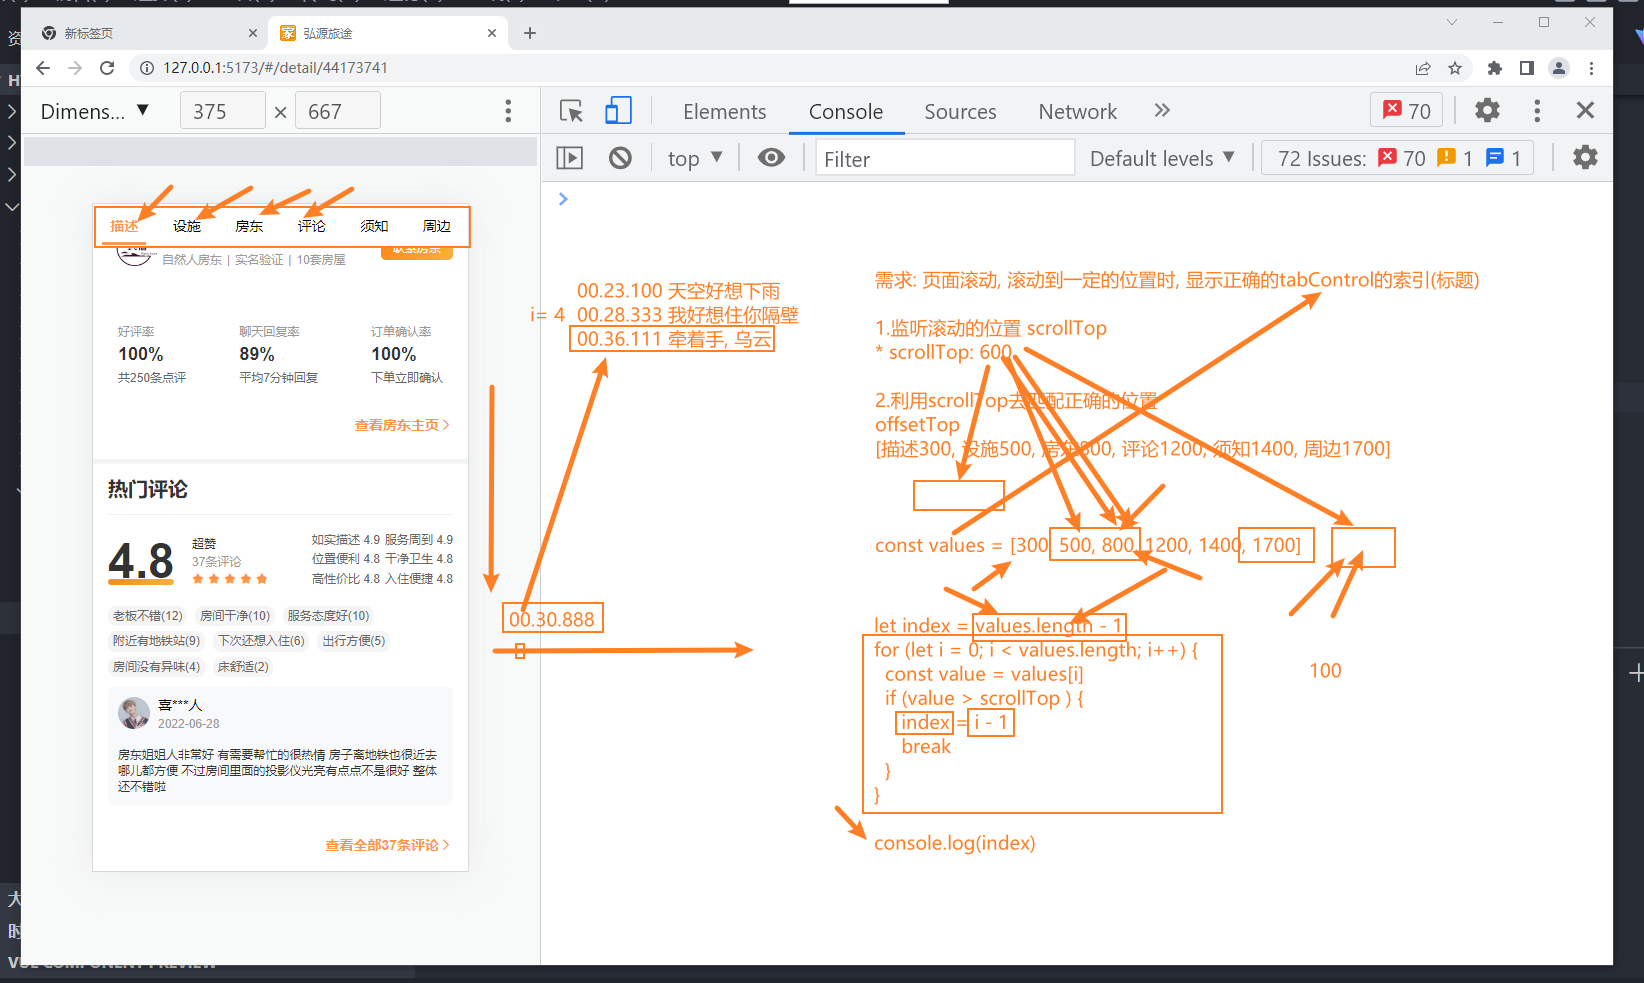 新标签页
弘源旅途
127.0.0.1:5173/#/detail/44173741
Dimens... ▼ 375 × 667
Elements Console Sources Network 70
top ▼ Filter Default levels ▼ 72 Issues: 70 1 1
描述 设施 房东 评论 须知 周边
自然人房东 | 实名验证 | 10套房屋
好评率 聊天回复率 订单确认率
100% 89% 100%
共250条点评 平均7分钟回复 下单立即确认
查看房东主页 >
热门评论
4.8
超赞
37条评论
如实描述 4.9 服务周到 4.9
位置便利 4.8 干净卫生 4.8
高性价比 4.8 入住便捷 4.8
老板不错(12) 房间干净(10) 服务态度好(10)
附近有地铁站(9) 下次还想入住(6) 出行方便(5)
房间没有异味(4) 床舒适(2)
喜***人
2022-06-28
房东姐姐人非常好 有需要帮忙的很热情 房子离地铁也很近去
哪儿都方便 不过房间里面的投影仪光亮有点点不是很好 整体
还不错啦
查看全部37条评论 >
00.23.100 天空好想下雨
i= 4 00.28.333 我好想住你隔壁
00.36.111 牵着手, 乌云
00.30.888
需求: 页面滚动, 滚动到一定的位置时, 显示正确的tabControl的索引(标题)
1.监听滚动的位置 scrollTop
* scrollTop: 600
2.利用scrollTop去匹配正确的位置
offsetTop
[描述300, 设施500, 房东800, 评论1200, 须知1400, 周边1700]
const values = [300, 500, 800, 1200, 1400, 1700]
let index = values.length - 1
for (let i = 0; i < values.length; i++) {
const value = values[i]
if (value > scrollTop ) {
index = i - 1
break
}
}
console.log(index)
100